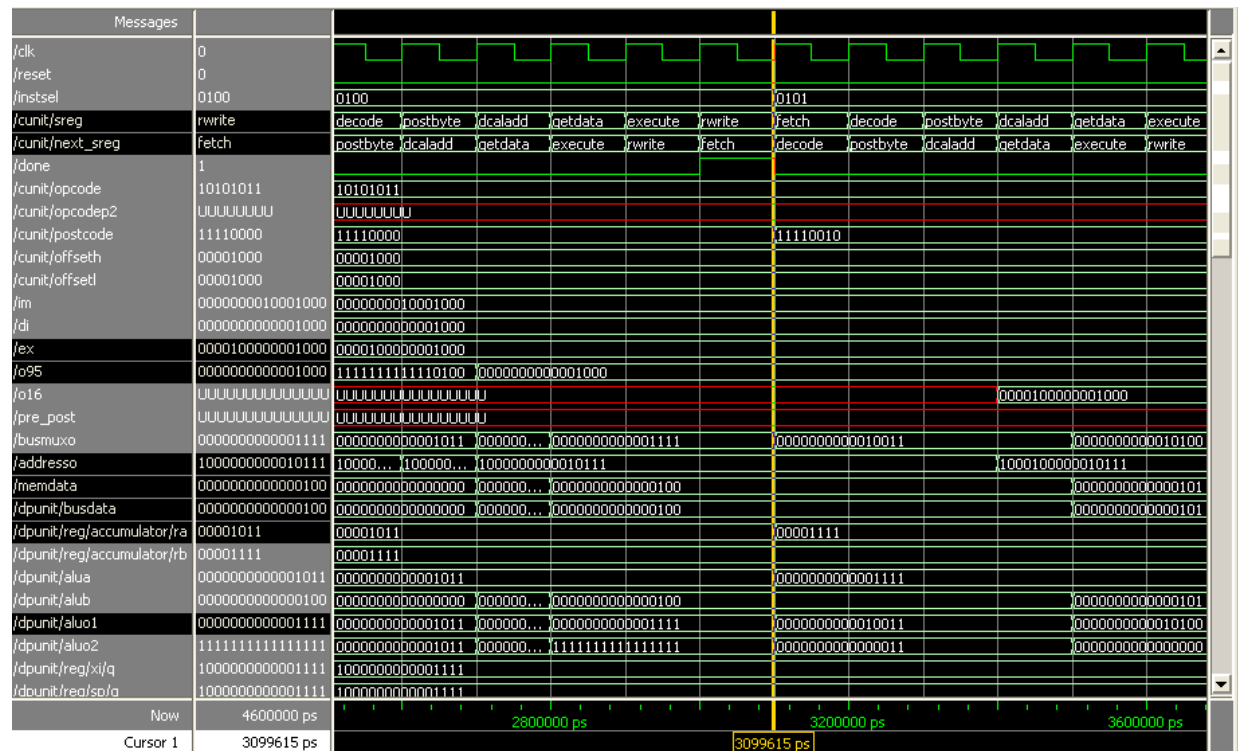 Messages
/clk 0
/reset 0
/instsel 0100 0100 0101
/cunit/sreg rwrite decode postbyte dcaladd getdata execute rwrite fetch decode postbyte dcaladd getdata execute
/cunit/next_sreg fetch postbyte dcaladd getdata execute rwrite fetch decode postbyte dcaladd getdata execute rwrite
/done 1
/cunit/opcode 10101011 10101011
/cunit/opcodep2 UUUUUUUU UUUUUUUU
/cunit/postcode 11110000 11110000 11110010
/cunit/offseth 00001000 00001000
/cunit/offsetl 00001000 00001000
/im 0000000010001000 0000000010001000
/di 0000000000001000 0000000000001000
/ex 0000100000001000 0000100000001000
/o95 0000000000001000 1111111111110100 0000000000001000
/o16 UUUUUUUUUUUUUUUU UUUUUUUUUUUUUUUU 0000100000001000
/pre_post UUUUUUUUUUUUUUUU UUUUUUUUUUUUUUUU
/busmuxo 0000000000001111 0000000000001011 000000... 0000000000001111 0000000000010011 0000000000010100
/addresso 1000000000010111 10000... 100000... 1000000000010111 1000100000010111
/memdata 0000000000000100 0000000000000000 000000... 0000000000000100 0000000000000101
/dpunit/busdata 0000000000000100 0000000000000000 000000... 0000000000000100 0000000000000101
/dpunit/reg/accumulator/ra 00001011 00001011 00001111
/dpunit/reg/accumulator/rb 00001111 00001111
/dpunit/alua 0000000000001011 0000000000001011 0000000000001111
/dpunit/alub 0000000000000100 0000000000000000 000000... 0000000000000100 0000000000000101
/dpunit/aluo1 0000000000001111 0000000000001011 000000... 0000000000001111 0000000000010011 0000000000010100
/dpunit/aluo2 1111111111111111 0000000000001011 000000... 1111111111111111 0000000000000011 0000000000000000
/dpunit/reg/xi/q 1000000000001111 1000000000001111
/dpunit/reg/sp/q 1000000000001111 1000000000001111
Now 4600000 ps 2800000 ps 3200000 ps 3600000 ps
Cursor 1 3099615 ps 3099615 ps